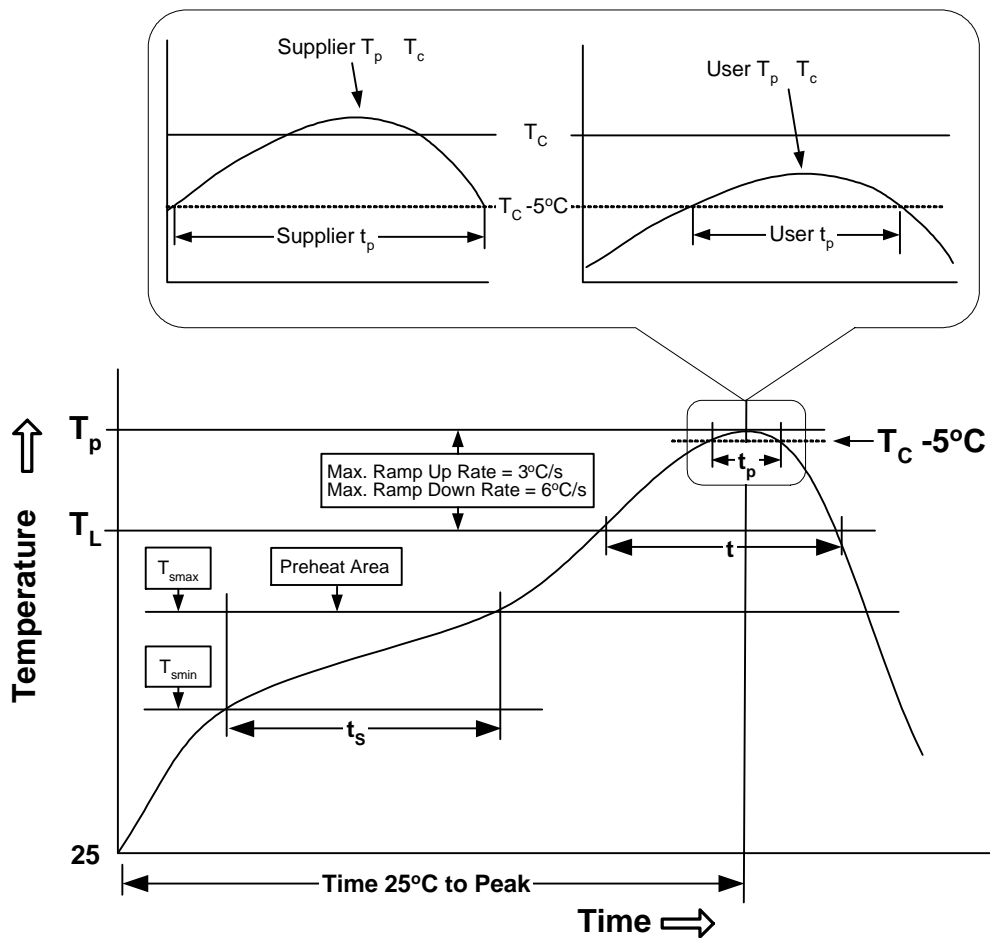 Supplier Tp Tc
User Tp Tc
TC
TC -5oC
Supplier tp
User tp
Tp
TC -5oC
Max. Ramp Up Rate = 3oC/s
Max. Ramp Down Rate = 6oC/s
tp
TL
t
Tsmax
Preheat Area
Tsmin
tS
Temperature
25
Time 25oC to Peak
Time